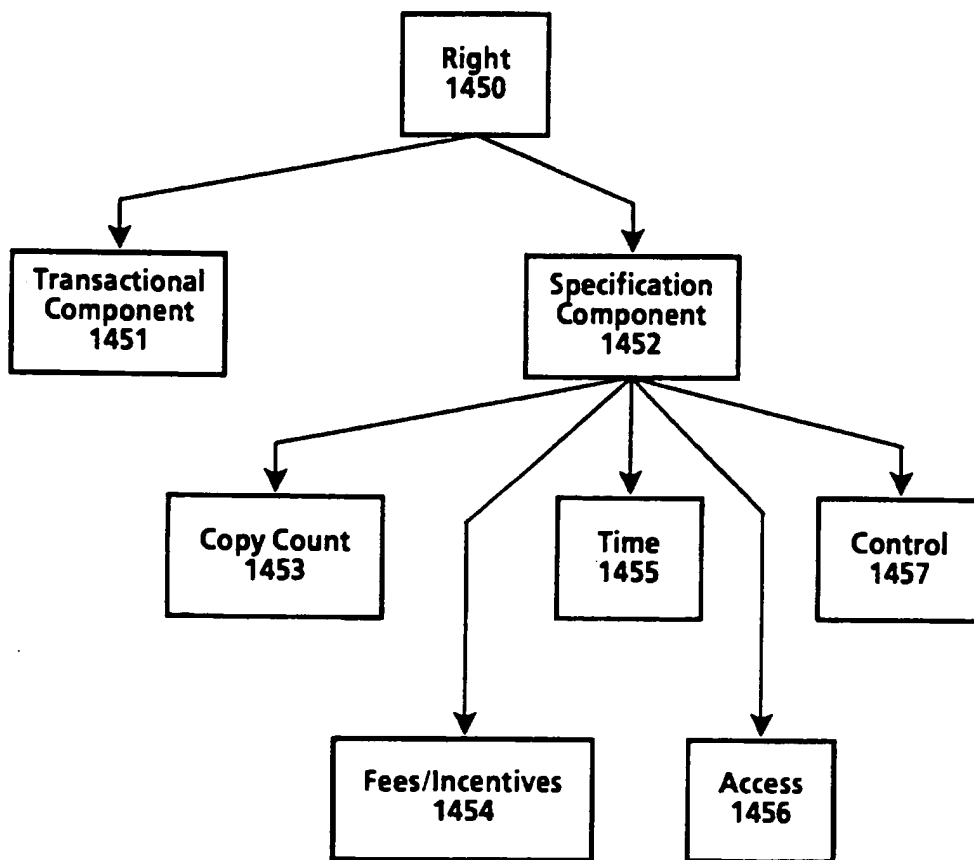 Right
1450
Transactional
Component
1451
Specification
Component
1452
Copy Count
1453
Time
1455
Control
1457
Fees/Incentives
1454
Access
1456